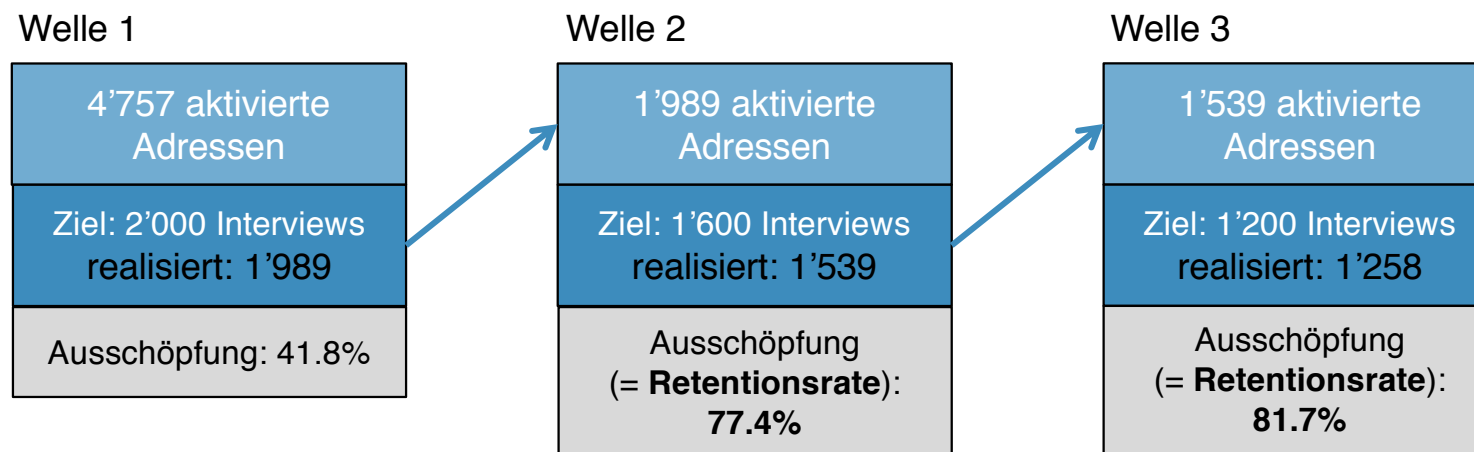 Welle 1
4’757 aktivierte
Adressen
Ziel: 2’000 Interviews
realisiert: 1’989
Ausschöpfung: 41.8%
Welle 2
1’989 aktivierte
Adressen
Ziel: 1’600 Interviews
realisiert: 1’539
Ausschöpfung
(= Retentionsrate):
77.4%
Welle 3
1’539 aktivierte
Adressen
Ziel: 1’200 Interviews
realisiert: 1’258
Ausschöpfung
(= Retentionsrate):
81.7%